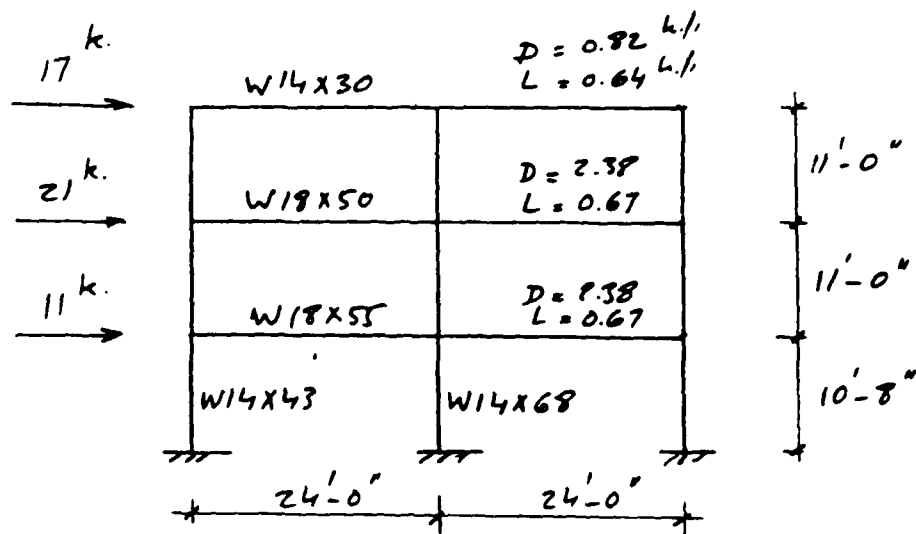 17 k.
W14x30
D = 0.82 k/,
L = 0.64 k/,
11'-0"
21 k.
W18x50
D = 2.38
L = 0.67
11'-0"
11 k.
W18x55
D = 2.38
L = 0.67
10'-8"
W14x43
W14x68
24'-0"
24'-0"